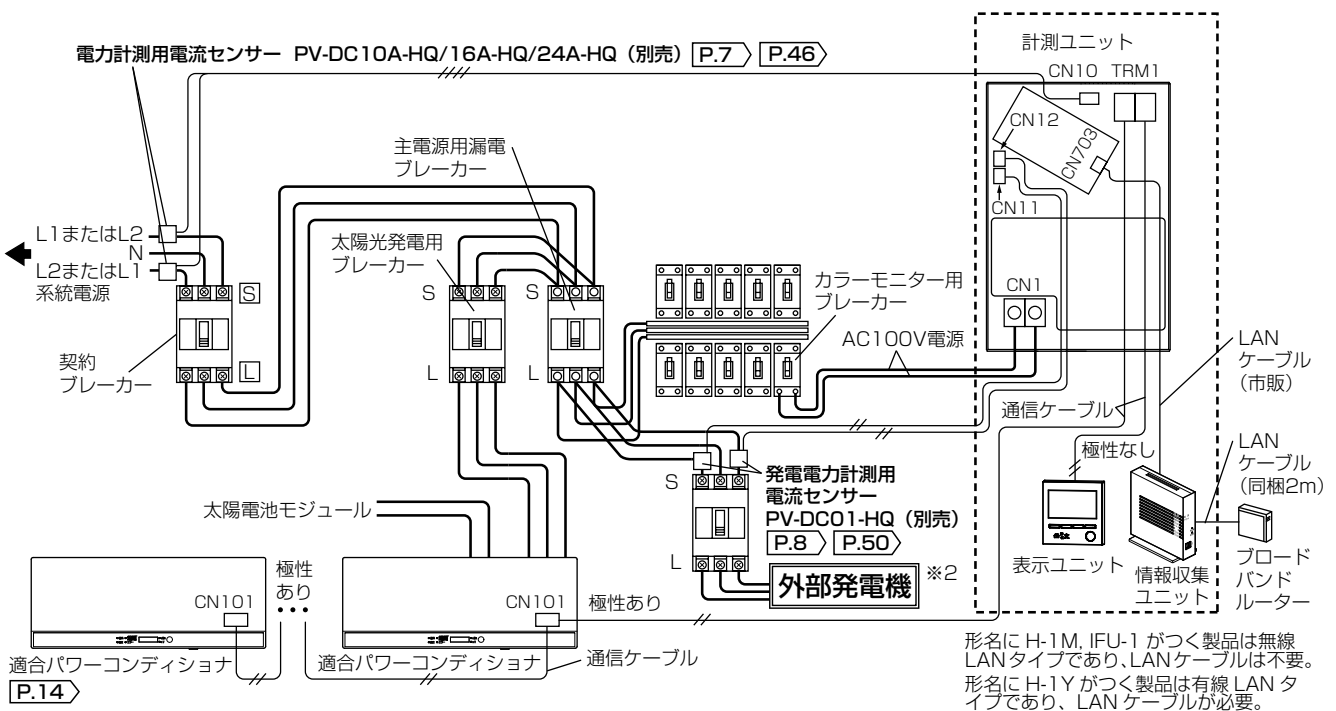 電力計測用電流センサー PV-DC10A-HQ/16A-HQ/24A-HQ（別売） P.7 P.46
計測ユニット
CN10 TRM1
CN12
CN703
CN11
CN1
主電源用漏電
ブレーカー
L1またはL2
N
L2またはL1
系統電源
太陽光発電用
ブレーカー
カラーモニター用
ブレーカー
S
S
S
AC100V電源
契約
ブレーカー
L
L
L
LAN
ケーブル
（市販）
通信ケーブル
極性なし
LAN
ケーブル
（同梱2m）
S
発電電力計測用
電流センサー
PV-DC01-HQ（別売）
P.8 P.50
太陽電池モジュール
L
外部発電機 ※2
表示ユニット
情報収集
ユニット
ブロード
バンド
ルーター
極性
あり
CN101
CN101
極性あり
適合パワーコンディショナ
適合パワーコンディショナ
通信ケーブル
P.14
形名に H-1M, IFU-1 がつく製品は無線
LANタイプであり、LANケーブルは不要。
形名に H-1Y がつく製品は有線 LAN タ
イプであり、LAN ケーブルが必要。